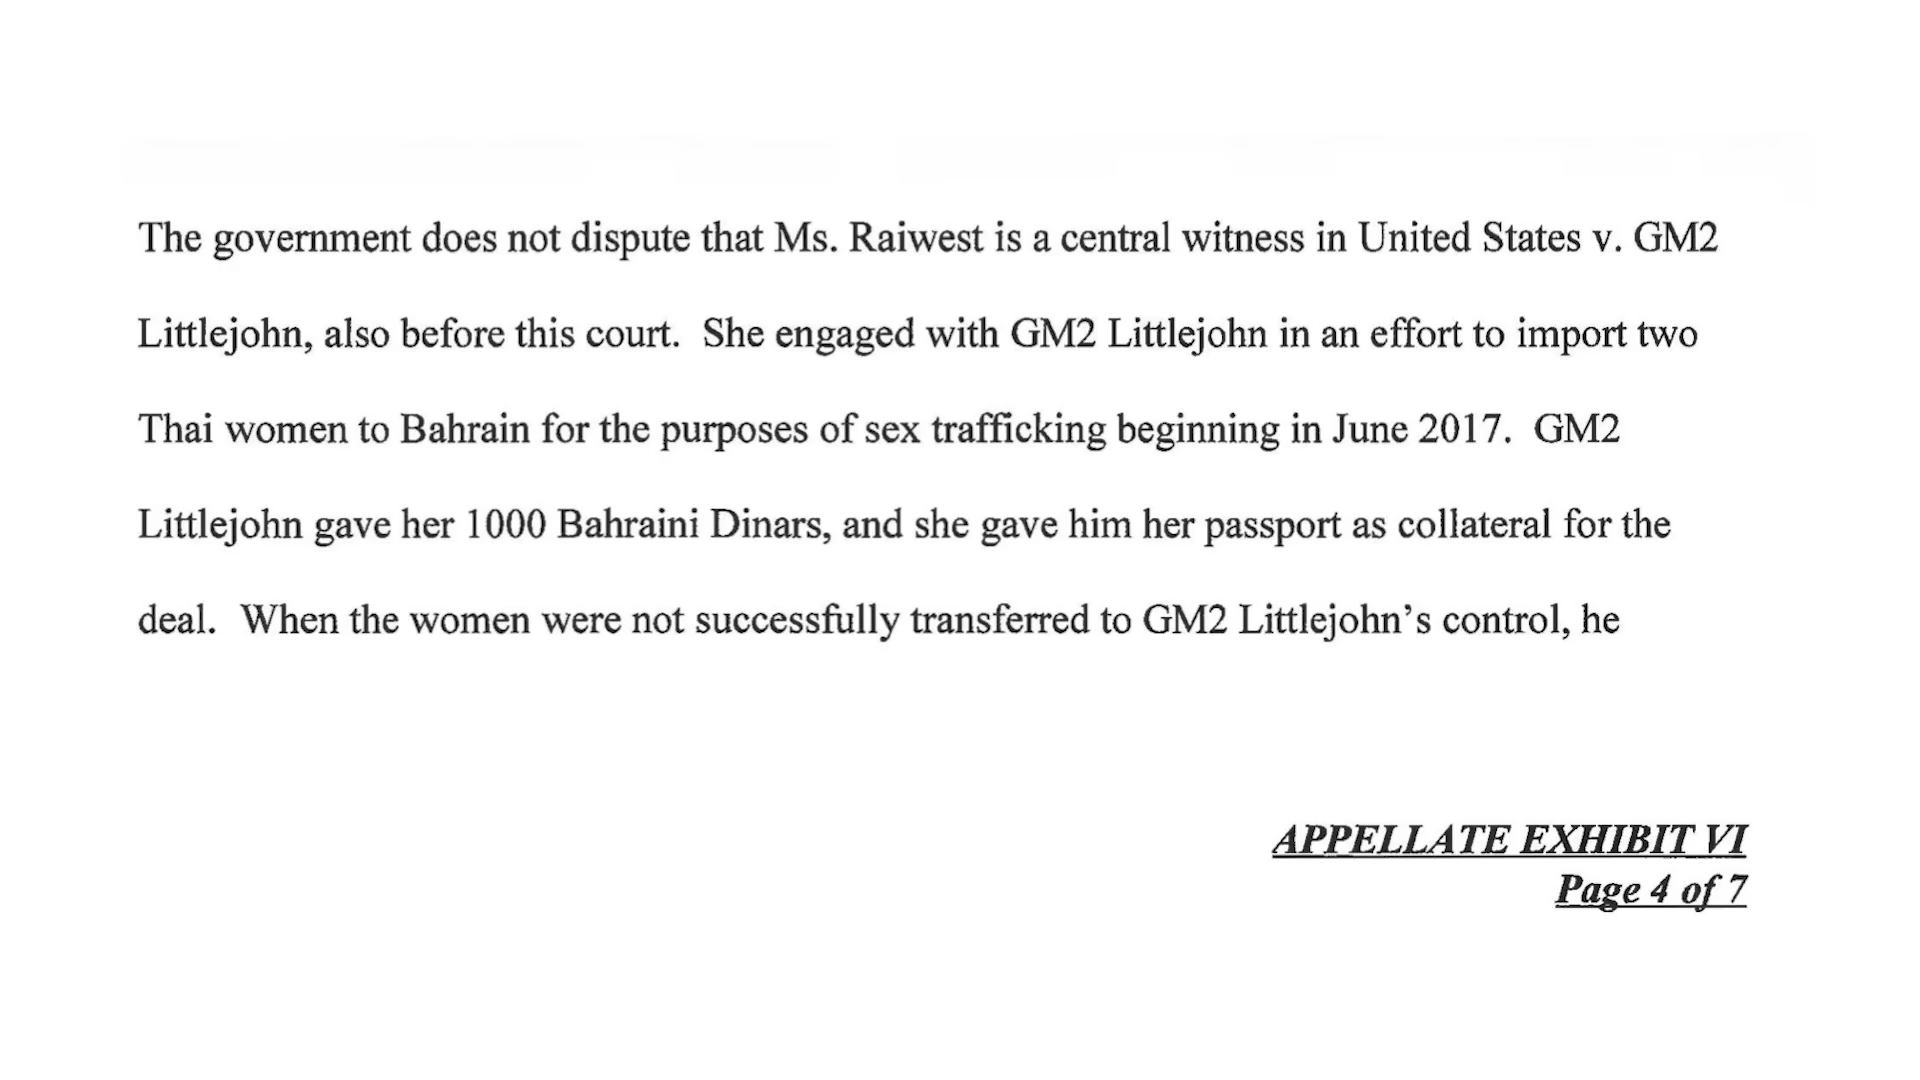 The government does not dispute that Ms. Raiwest is a central witness in United States v. GM2
Littlejohn, also before this court. She engaged with GM2 Littlejohn in an effort to import two
Thai women to Bahrain for the purposes of sex trafficking beginning in June 2017. GM2
Littlejohn gave her 1000 Bahraini Dinars, and she gave him her passport as collateral for the
deal. When the women were not successfully transferred to GM2 Littlejohn’s control, he
APPELLATE EXHIBIT VI
Page 4 of 7